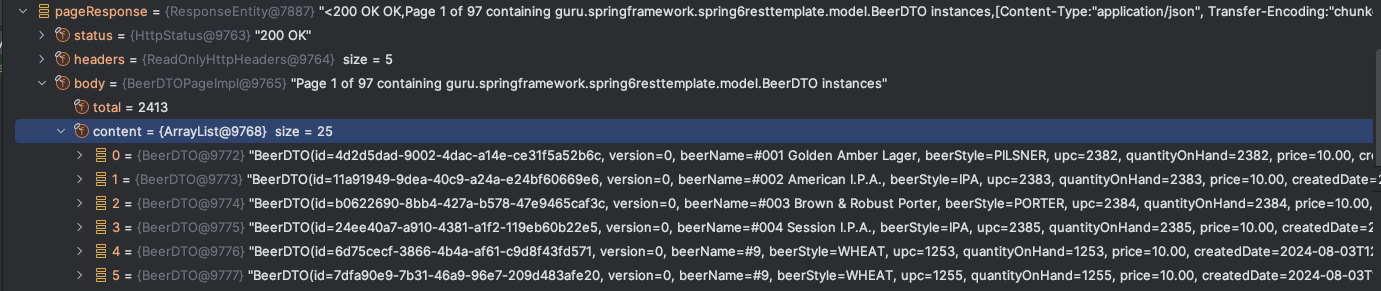 pageResponse = {ResponseEntity@7887} "<200 OK OK,Page 1 of 97 containing guru.springframework.spring6resttemplate.model.BeerDTO instances,[Content-Type:"application/json", Transfer-Encoding:"chunke
status = {HttpStatus@9763} "200 OK"
headers = {ReadOnlyHttpHeaders@9764} size = 5
body = {BeerDTOPageImpl@9765} "Page 1 of 97 containing guru.springframework.spring6resttemplate.model.BeerDTO instances"
total = 2413
content = {ArrayList@9768} size = 25
0 = {BeerDTO@9772} "BeerDTO(id=4d2d5dad-9002-4dac-a14e-ce31f5a52b6c, version=0, beerName=#001 Golden Amber Lager, beerStyle=PILSNER, upc=2382, quantityOnHand=2382, price=10.00, cre
1 = {BeerDTO@9773} "BeerDTO(id=11a91949-9dea-40c9-a24a-e24bf60669e6, version=0, beerName=#002 American I.P.A., beerStyle=IPA, upc=2383, quantityOnHand=2383, price=10.00, createdDate=2
2 = {BeerDTO@9774} "BeerDTO(id=b0622690-8bb4-427a-b578-47e9465caf3c, version=0, beerName=#003 Brown & Robust Porter, beerStyle=PORTER, upc=2384, quantityOnHand=2384, price=10.00,
3 = {BeerDTO@9775} "BeerDTO(id=24ee40a7-a910-4381-a1f2-119eb60b22e5, version=0, beerName=#004 Session I.P.A., beerStyle=IPA, upc=2385, quantityOnHand=2385, price=10.00, createdDate=2
4 = {BeerDTO@9776} "BeerDTO(id=6d75cecf-3866-4b4a-af61-c9d8f43fd571, version=0, beerName=#9, beerStyle=WHEAT, upc=1253, quantityOnHand=1253, price=10.00, createdDate=2024-08-03T12
5 = {BeerDTO@9777} "BeerDTO(id=7dfa90e9-7b31-46a9-96e7-209d483afe20, version=0, beerName=#9, beerStyle=WHEAT, upc=1255, quantityOnHand=1255, price=10.00, createdDate=2024-08-03T